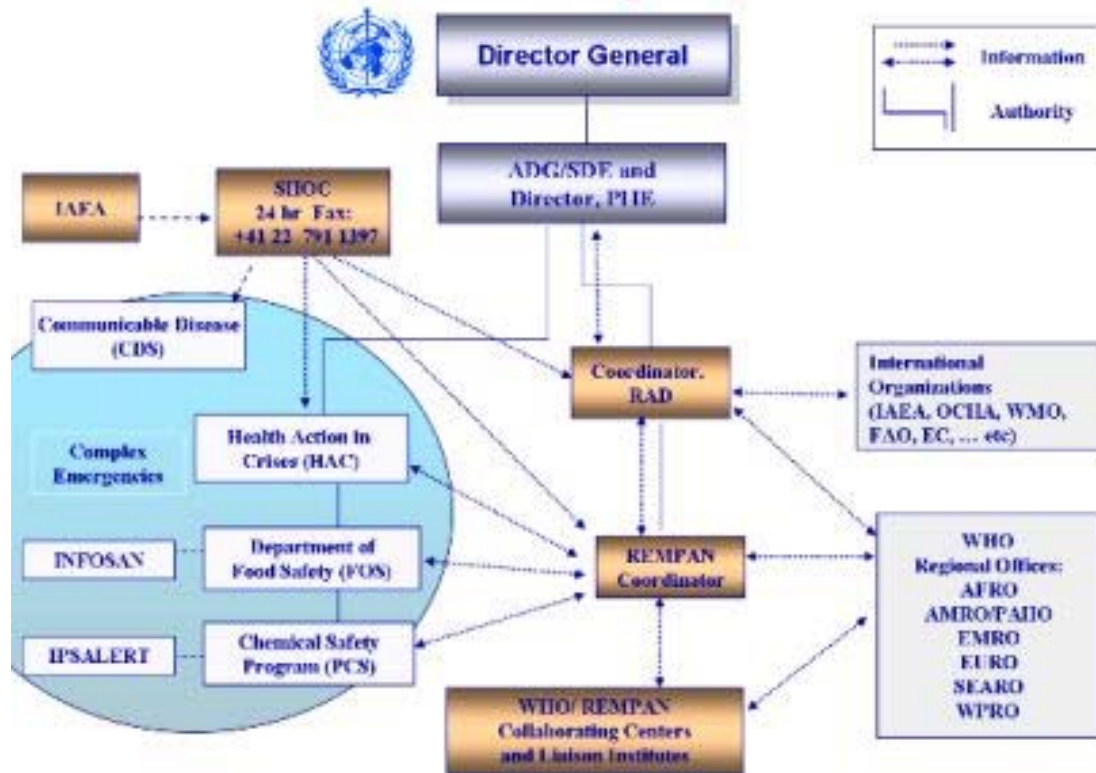 Director General
Information
Authority
ADG/SDE and
Director, PHE
IAEA
SHOC
24 hr Fax:
+41 22 791 1397
Communicable Disease
(CDS)
Coordinator,
RAD
International
Organizations
(IAEA, OCHA, WMO,
FAO, EC, ... etc)
Complex
Emergencies
Health Action in
Crises (HAC)
INFOSAN
Department of
Food Safety (FOS)
REMPAN
Coordinator
WHO
Regional Offices:
AFRO
AMRO/PAHO
EMRO
EURO
SEARO
WPRO
IPSALERT
Chemical Safety
Program (PCS)
WHO/ REMPAN
Collaborating Centers
and Liaison Institutes